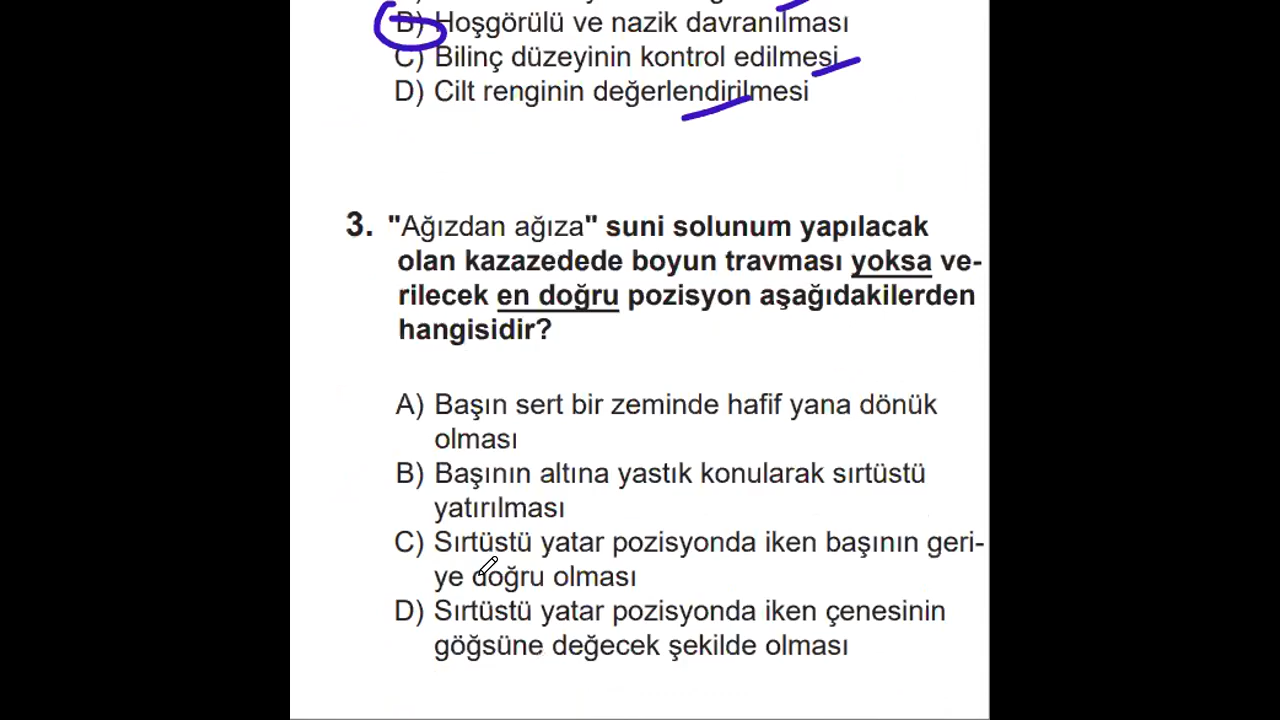 B) Hoşgörülü ve nazik davranılması
C) Bilinç düzeyinin kontrol edilmesi
D) Cilt renginin değerlendirilmesi
3. "Ağızdan ağıza" suni solunum yapılacak
olan kazazedede boyun travması yoksa ve-
rilecek en doğru pozisyon aşağıdakilerden
hangisidir?
A) Başın sert bir zeminde hafif yana dönük
olması
B) Başının altına yastık konularak sırtüstü
yatırılması
C) Sırtüstü yatar pozisyonda iken başının geri-
ye doğru olması
D) Sırtüstü yatar pozisyonda iken çenesinin
göğsüne değecek şekilde olması